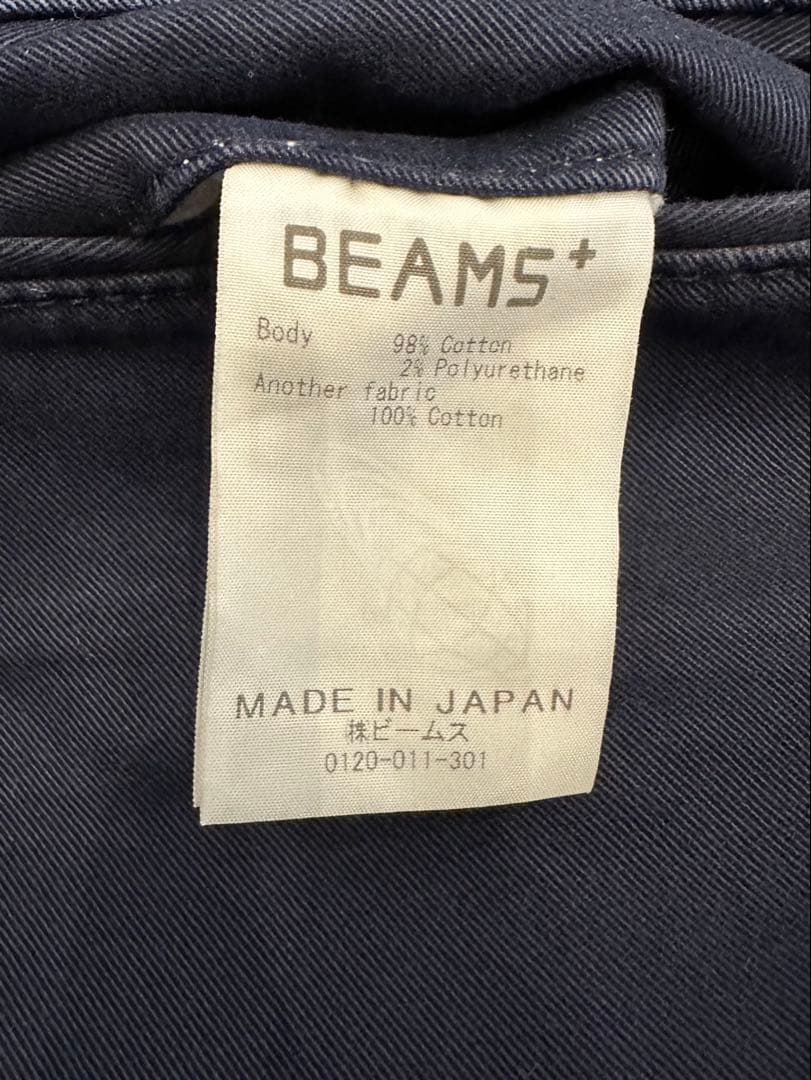 BEAMS+
Body 98% Cotton
2% Polyurethane
Another fabric
100% Cotton
MADE IN JAPAN
株ビームス
0120-011-301